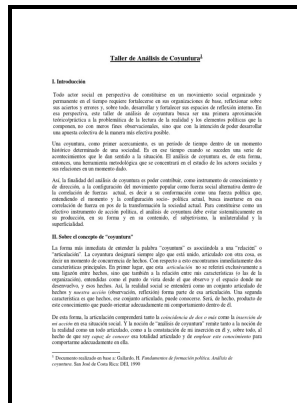 Taller de Análisis de Coyuntura¹
I. Introducción
Todo actor social en perspectiva de constituirse en un movimiento social organizado y
permanente en el tiempo requiere fortalecerse en sus organizaciones de base, reflexionar sobre
sus aciertos y errores y, sobre todo, desarrollar y fortalecer sus espacios de reflexión interno. En
esa perspectiva, este taller de análisis de coyuntura busca ser una primera aproximación
teórico/práctica a la problemática de la lectura de la realidad y los elementos políticos que la
componen, no con meros fines observacionales, sino que con la intención de poder desarrollar
una apuesta colectiva de la manera más efectiva posible.
Una coyuntura, como primer acercamiento, es un periodo de tiempo dentro de un momento
histórico determinado de una sociedad. Es en ese tiempo cuando se suceden una serie de
acontecimientos que le dan sentido a la situación. El análisis de coyuntura es, de esta forma,
entonces, una herramienta metodológica que se concentrará en el estudio de los actores sociales y
sus relaciones en un momento dado.
Así, la finalidad del análisis de coyuntura es poder contribuir, como instrumento de conocimiento y
de dirección, a la configuración del movimiento popular como fuerza social alternativa dentro de
la correlación de fuerzas actual, es decir a su conformación como una fuerza política que,
entendiendo el momento y la configuración socio- política actual, busca insertarse en esa
correlación de fuerza en pos de la transformación la sociedad actual. Para constituirse como un
efectivo instrumento de acción política, el análisis de coyuntura debe evitar sistemáticamente en
su producción, en su forma y en su contenido, el subjetivismo, la unilateralidad y la
superficialidad.
II. Sobre el concepto de "coyuntura"
La forma más inmediata de entender la palabra "coyuntura" es asociándola a una "relación" o
"articulación". La coyuntura designará siempre algo que está unido, articulado con otra cosa, es
decir un momento de concurrencia de hechos. Con respecto a esto encontramos inmediatamente dos
características principales. En primer lugar, que esta articulación no se referirá exclusivamente a
una ligazón entre hechos, sino que también a la relación entre más características (o las) de la
organización, entendidas como el punto de vista desde el que observo y el espacio donde me
desenvuelvo, y esos hechos. Así, la realidad social se entenderá como un conjunto articulado de
hechos y nuestra acción (observación, reflexión) forma parte de esa articulación. Una segunda
característica es que hechos, ese conjunto articulado, puede conocerse. Será, de hecho, producto de
este conocimiento que puedo orientar adecuadamente mi comportamiento dentro de él.
De esta forma, la articulación comprenderá tanto la coincidencia de dos o más como la inserción de
mi acción en esa situación social. Y la noción de "articulación" remite tanto a la noción de
la realidad como un todo articulado, como a la constatación de mi inserción en él y, sobre todo, al
hecho de que soy capaz de conocer esa totalidad articulada y de emplear este conocimiento para
comportarme adecuadamente en ella.
¹ Documento realizado en base a: Gallardo, H. Fundamentos de formación política. Análisis de
coyuntura. San José de Costa Rica: DEI, 1990.